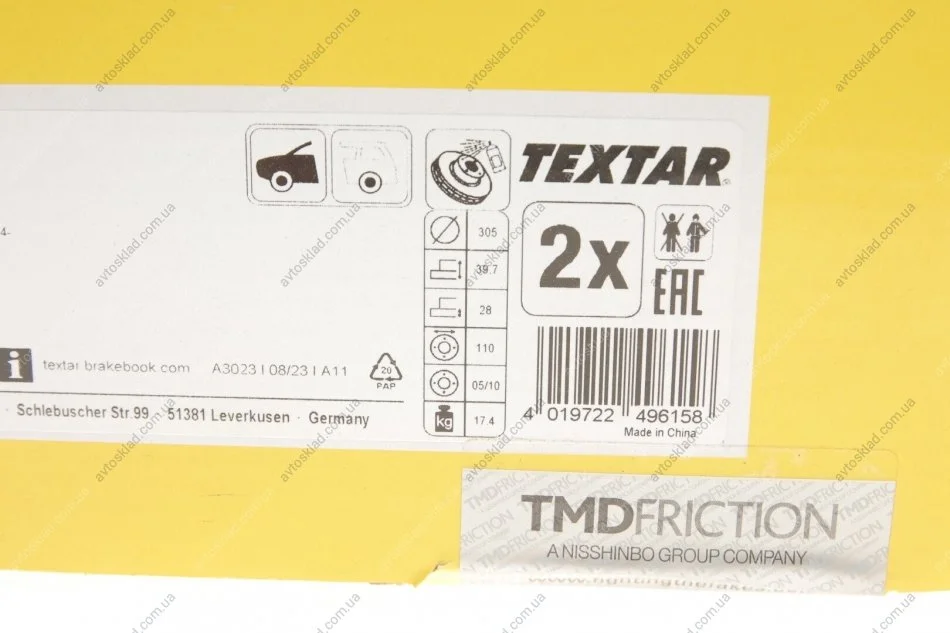 TEXTAR
4-
305
39.7
28
110
05/10
kg 17.4
2x
EAC
i textar brakebook.com A3023 | 08/23 | A11
20
PAP
Schlebuscher Str.99 · 51381 Leverkusen · Germany
4 019722 496158
Made in China
TMDFRICTION
A NISSHINBO GROUP COMPANY
avtosklad.com.ua